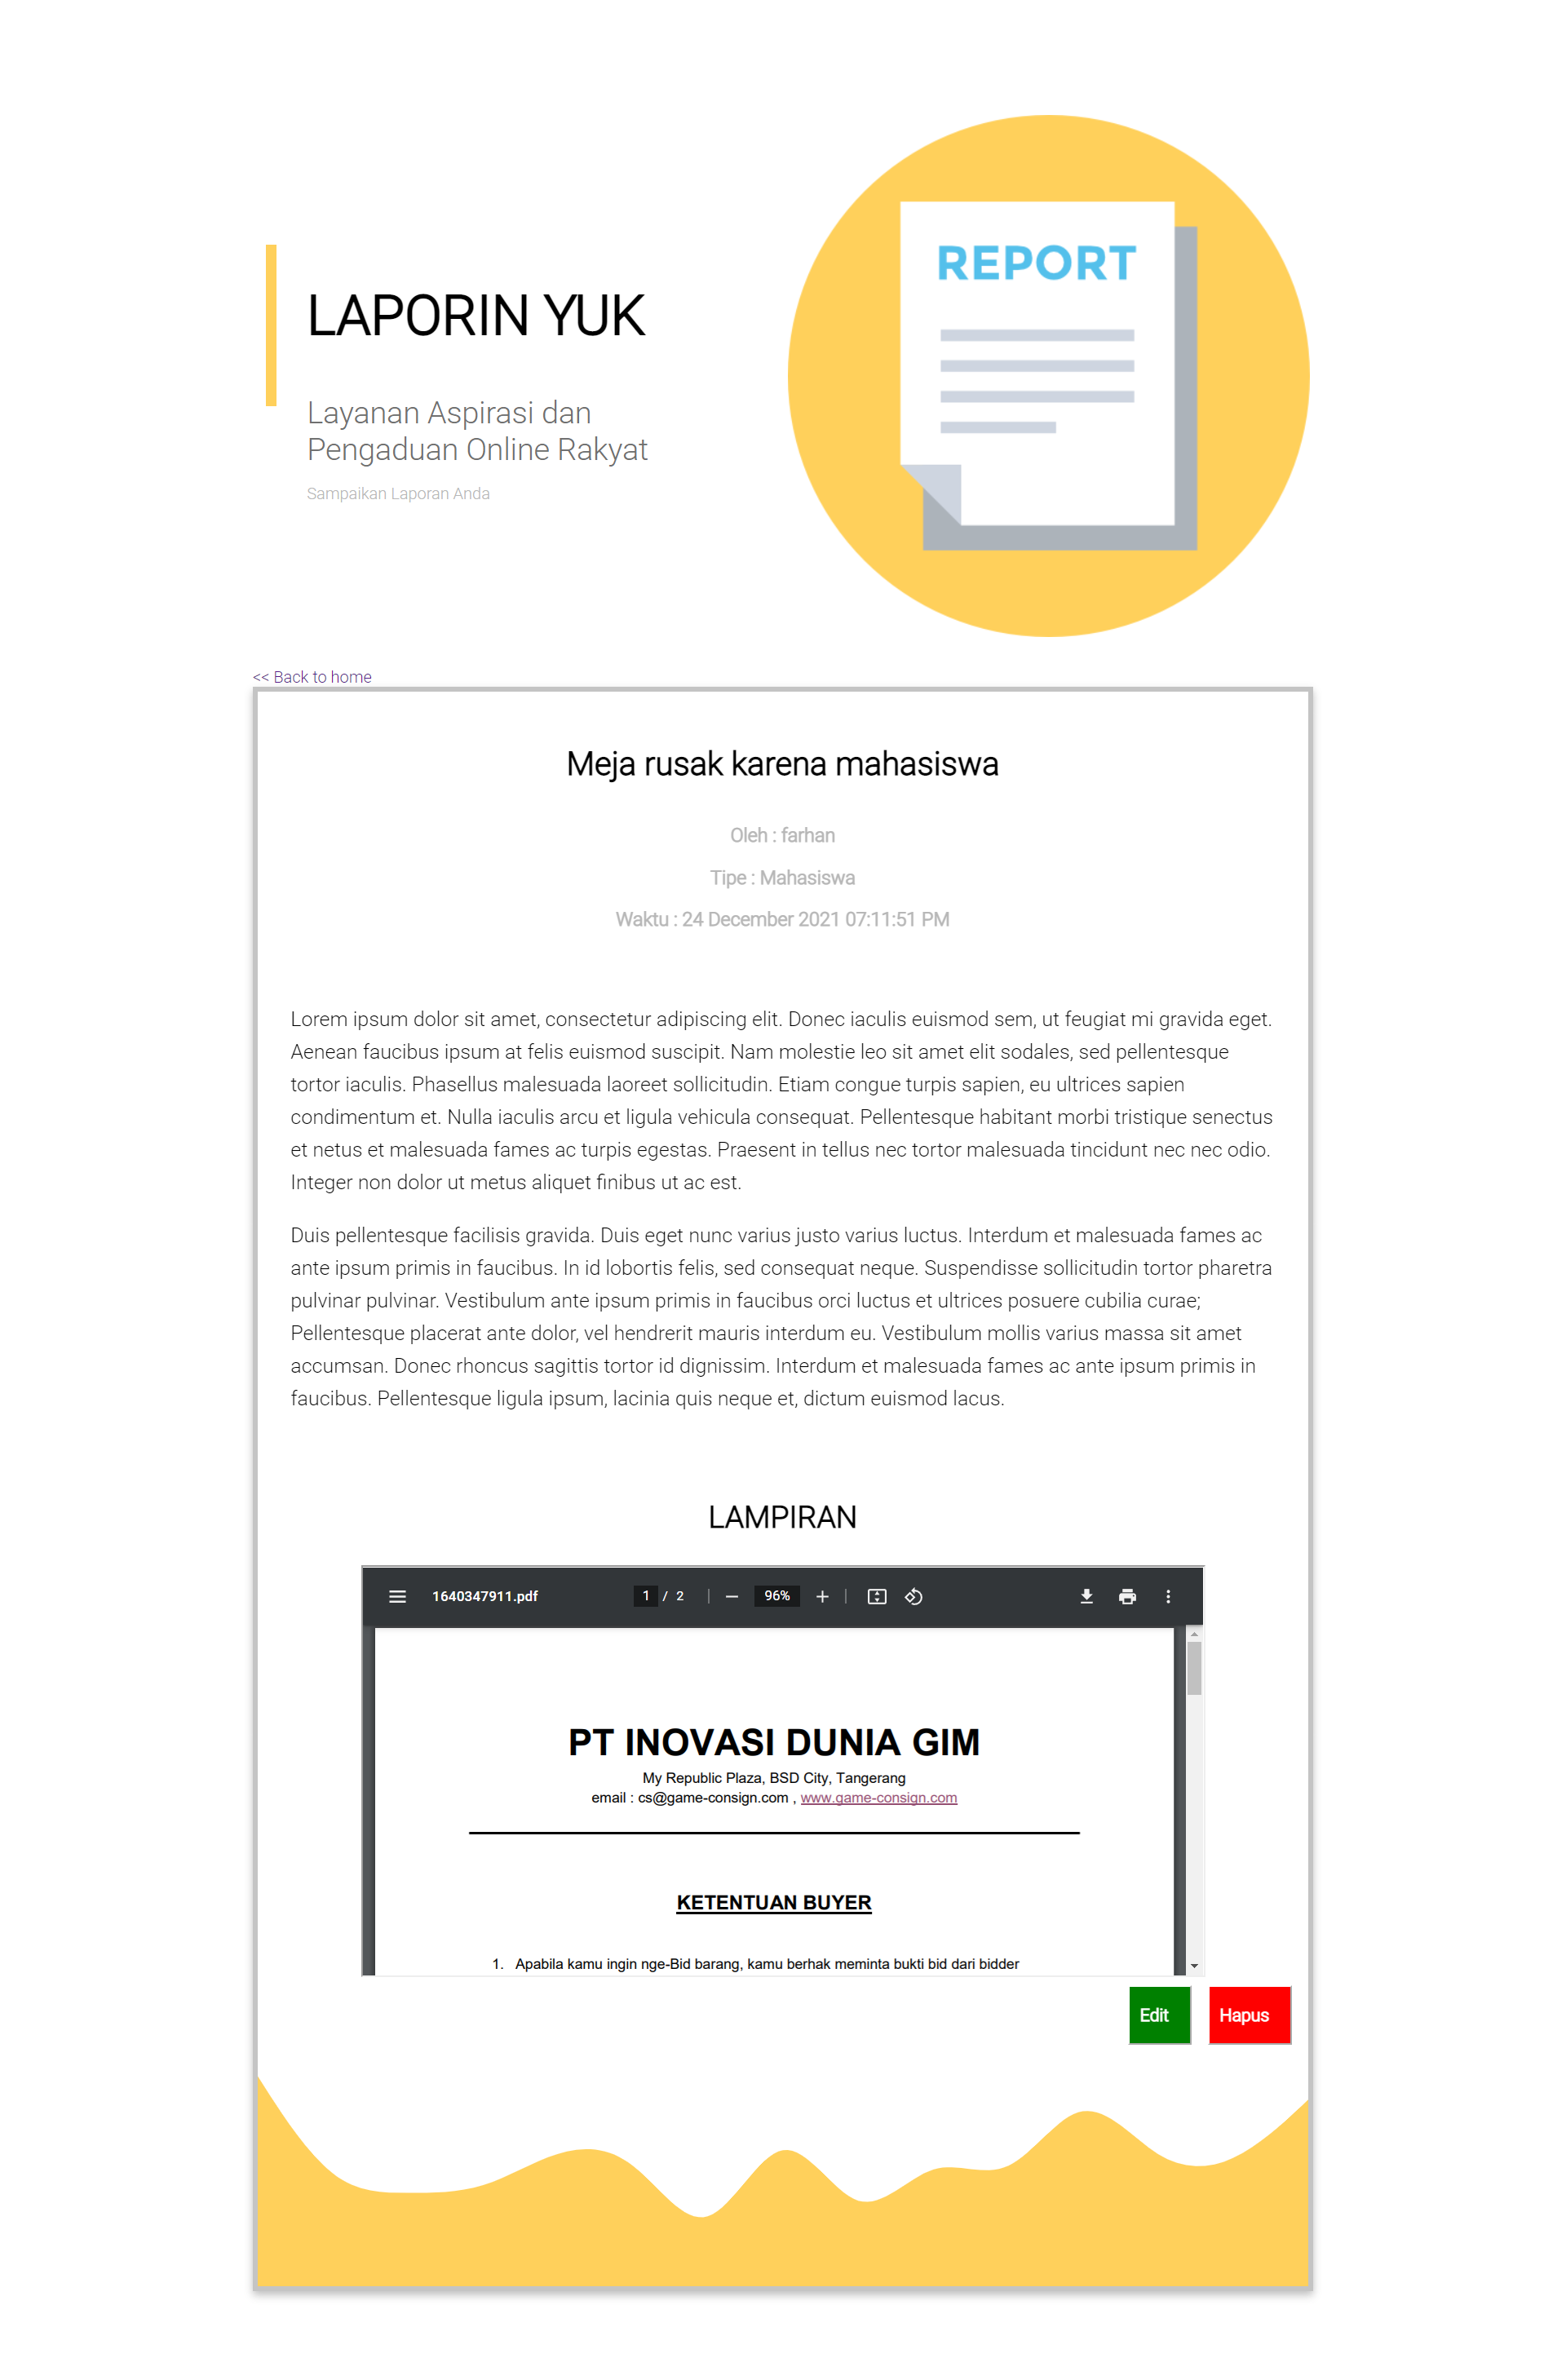 REPORT
LAPORIN YUK
Layanan Aspirasi dan
Pengaduan Online Rakyat
Sampaikan Laporan Anda
<< Back to home
Meja rusak karena mahasiswa
Oleh : farhan
Tipe : Mahasiswa
Waktu : 24 December 2021 07:11:51 PM
Lorem ipsum dolor sit amet, consectetur adipiscing elit. Donec iaculis euismod sem, ut feugiat mi gravida eget.
Aenean faucibus ipsum at felis euismod suscipit. Nam molestie leo sit amet elit sodales, sed pellentesque
tortor iaculis. Phasellus malesuada laoreet sollicitudin. Etiam congue turpis sapien, eu ultrices sapien
condimentum et. Nulla iaculis arcu et ligula vehicula consequat. Pellentesque habitant morbi tristique senectus
et netus et malesuada fames ac turpis egestas. Praesent in tellus nec tortor malesuada tincidunt nec nec odio.
Integer non dolor ut metus aliquet finibus ut ac est.
Duis pellentesque facilisis gravida. Duis eget nunc varius justo varius luctus. Interdum et malesuada fames ac
ante ipsum primis in faucibus. In id lobortis felis, sed consequat neque. Suspendisse sollicitudin tortor pharetra
pulvinar pulvinar. Vestibulum ante ipsum primis in faucibus orci luctus et ultrices posuere cubilia curae;
Pellentesque placerat ante dolor, vel hendrerit mauris interdum eu. Vestibulum mollis varius massa sit amet
accumsan. Donec rhoncus sagittis tortor id dignissim. Interdum et malesuada fames ac ante ipsum primis in
faucibus. Pellentesque ligula ipsum, lacinia quis neque et, dictum euismod lacus.
LAMPIRAN
1640347911.pdf 1 / 2 96%
PT INOVASI DUNIA GIM
My Republic Plaza, BSD City, Tangerang
email : cs@game-consign.com , www.game-consign.com
KETENTUAN BUYER
1. Apabila kamu ingin nge-Bid barang, kamu berhak meminta bukti bid dari bidder
Edit Hapus